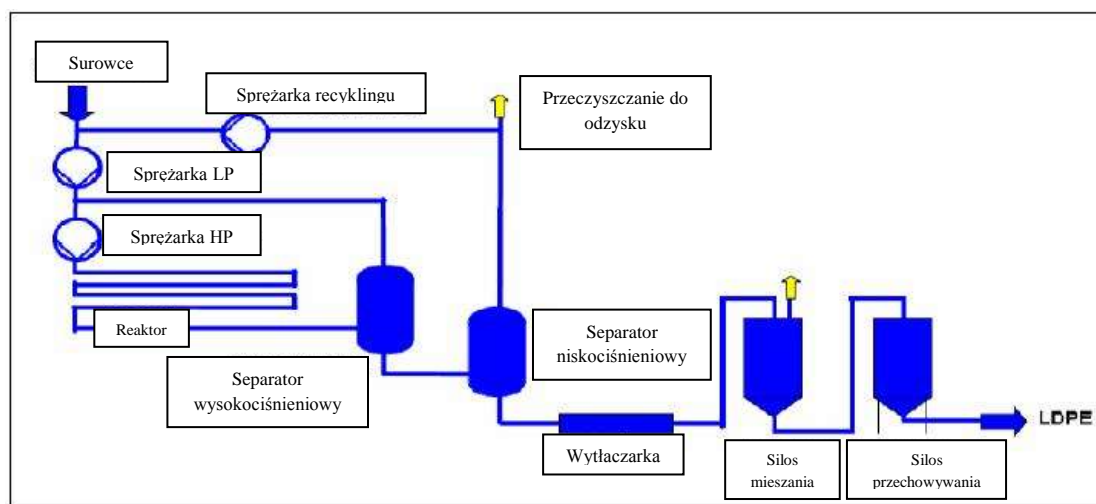 Surowce
Sprężarka recyklingu
Przeczyszczanie do
odzysku
Sprężarka LP
Sprężarka HP
Reaktor
Separator
wysokociśnieniowy
Separator
niskociśnieniowy
Wytłaczarka
Silos
mieszania
Silos
przechowywania
LDPE